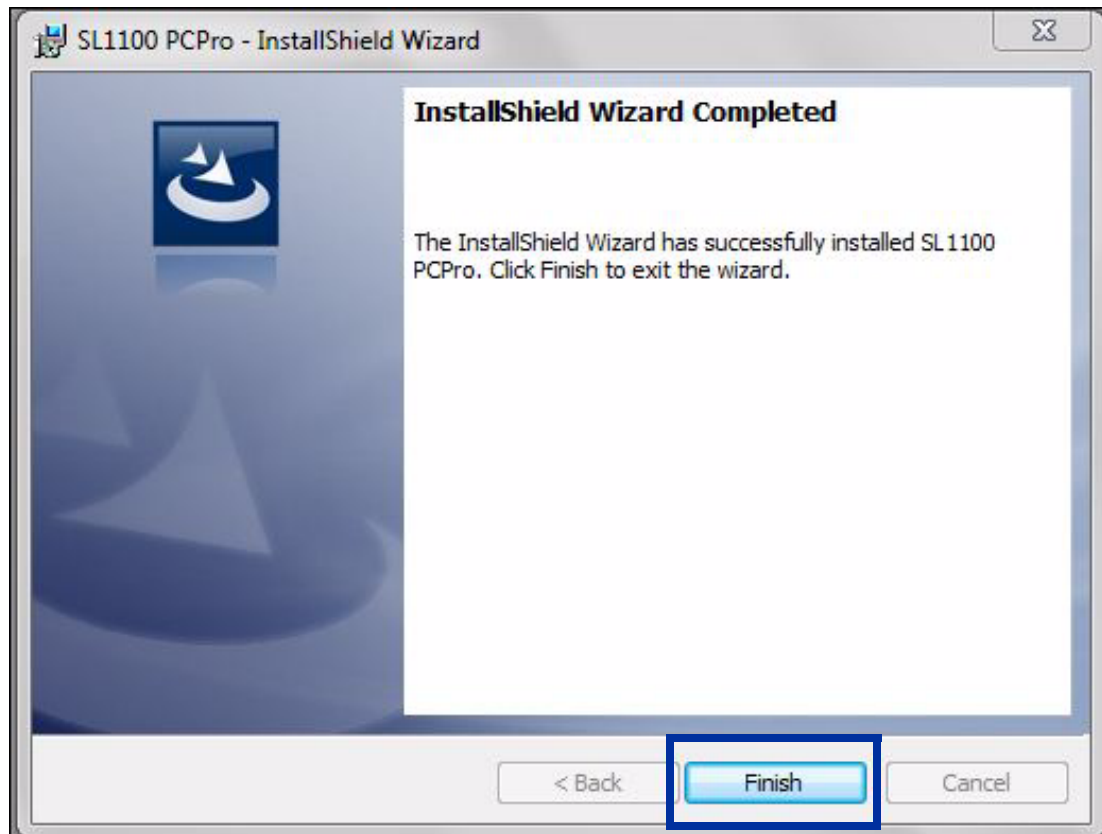 SL1100 PCPro - InstallShield Wizard
InstallShield Wizard Completed
The InstallShield Wizard has successfully installed SL1100
PCPro. Click Finish to exit the wizard.
< Back Finish Cancel